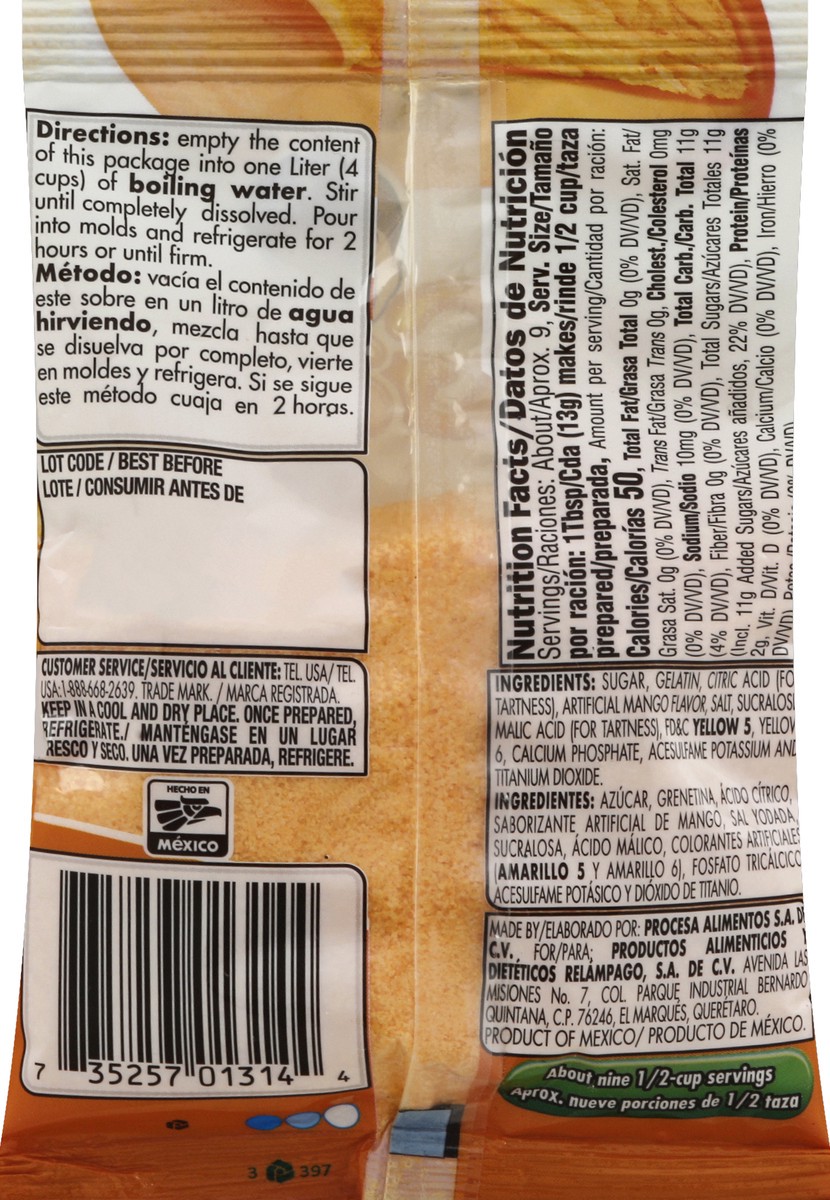 Directions: empty the content
of this package into one Liter (4
cups) of boiling water. Stir
until completely dissolved. Pour
into molds and refrigerate for 2
hours or until firm.
Método: vacía el contenido de
este sobre en un litro de agua
hirviendo, mezcla hasta que
se disuelva por completo, vierte
en moldes y refrigera. Si se sigue
este método cuaja en 2 horas.
LOT CODE / BEST BEFORE
LOTE / CONSUMIR ANTES DE
CUSTOMER SERVICE/SERVICIO AL CLIENTE: TEL. USA/ TEL.
USA:1-888-668-2639. TRADE MARK. / MARCA REGISTRADA.
KEEP IN A COOL AND DRY PLACE. ONCE PREPARED,
REFRIGERATE./ MANTÉNGASE EN UN LUGAR
FRESCO Y SECO. UNA VEZ PREPARADA, REFRIGERE.
HECHO EN
MÉXICO
7 35257 01314 4
3 397
Nutrition Facts/Datos de Nutrición
Servings/Raciones: About/Aprox. 9, Serv. Size/Tamaño
por ración: 1Tbsp/Cda (13g) makes/rinde 1/2 cup/taza
prepared/preparada, Amount per serving/Cantidad por ración:
Calories/Calorías 50, Total Fat/Grasa Total 0g (0% DV/VD), Sat. Fat/
Grasa Sat. 0g (0% DV/VD), Trans Fat/Grasa Trans 0g, Cholest./Colesterol 0mg
(0% DV/VD), Sodium/Sodio 10mg (0% DV/VD), Total Carb./Carb. Total 11g
(4% DV/VD), Fiber/Fibra 0g (0% DV/VD), Total Sugars/Azúcares Totales 11g
(Incl. 11g Added Sugars/Azúcares añadidos, 22% DV/VD), Protein/Proteínas
2g, Vit. D/Vit. D (0% DV/VD), Calcium/Calcio (0% DV/VD), Iron/Hierro (0%
DV/VD)
INGREDIENTS: SUGAR, GELATIN, CITRIC ACID (FO
TARTNESS), ARTIFICIAL MANGO FLAVOR, SALT, SUCRALOSE
MALIC ACID (FOR TARTNESS), FD&C YELLOW 5, YELLOW
6, CALCIUM PHOSPHATE, ACESULFAME POTASSIUM AND
TITANIUM DIOXIDE.
INGREDIENTES: AZÚCAR, GRENETINA, ÁCIDO CÍTRICO,
SABORIZANTE ARTIFICIAL DE MANGO, SAL YODADA,
SUCRALOSA, ÁCIDO MÁLICO, COLORANTES ARTIFICIALES
(AMARILLO 5 Y AMARILLO 6), FOSFATO TRICÁLCICO
ACESULFAME POTÁSICO Y DIÓXIDO DE TITANIO.
MADE BY/ELABORADO POR: PROCESA ALIMENTOS S.A. DE
C.V., FOR/PARA; PRODUCTOS ALIMENTICIOS Y
DIETÉTICOS RELÁMPAGO, S.A. DE C.V. AVENIDA LAS
MISIONES No. 7, COL. PARQUE INDUSTRIAL BERNARDO
QUINTANA, C.P. 76246, EL MARQUÉS, QUERÉTARO.
PRODUCT OF MEXICO/ PRODUCTO DE MÉXICO.
About nine 1/2-cup servings
Aprox. nueve porciones de 1/2 taza